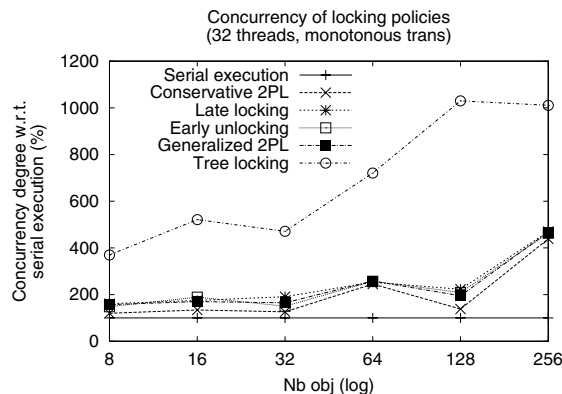 Concurrency of locking policies
(32 threads, monotonous trans)
Concurrency degree w.r.t.
serial execution (%)
1200
1000
800
600
400
200
0
Serial execution
Conservative 2PL
Late locking
Early unlocking
Generalized 2PL
Tree locking
8
16
32
64
128
256
Nb obj (log)